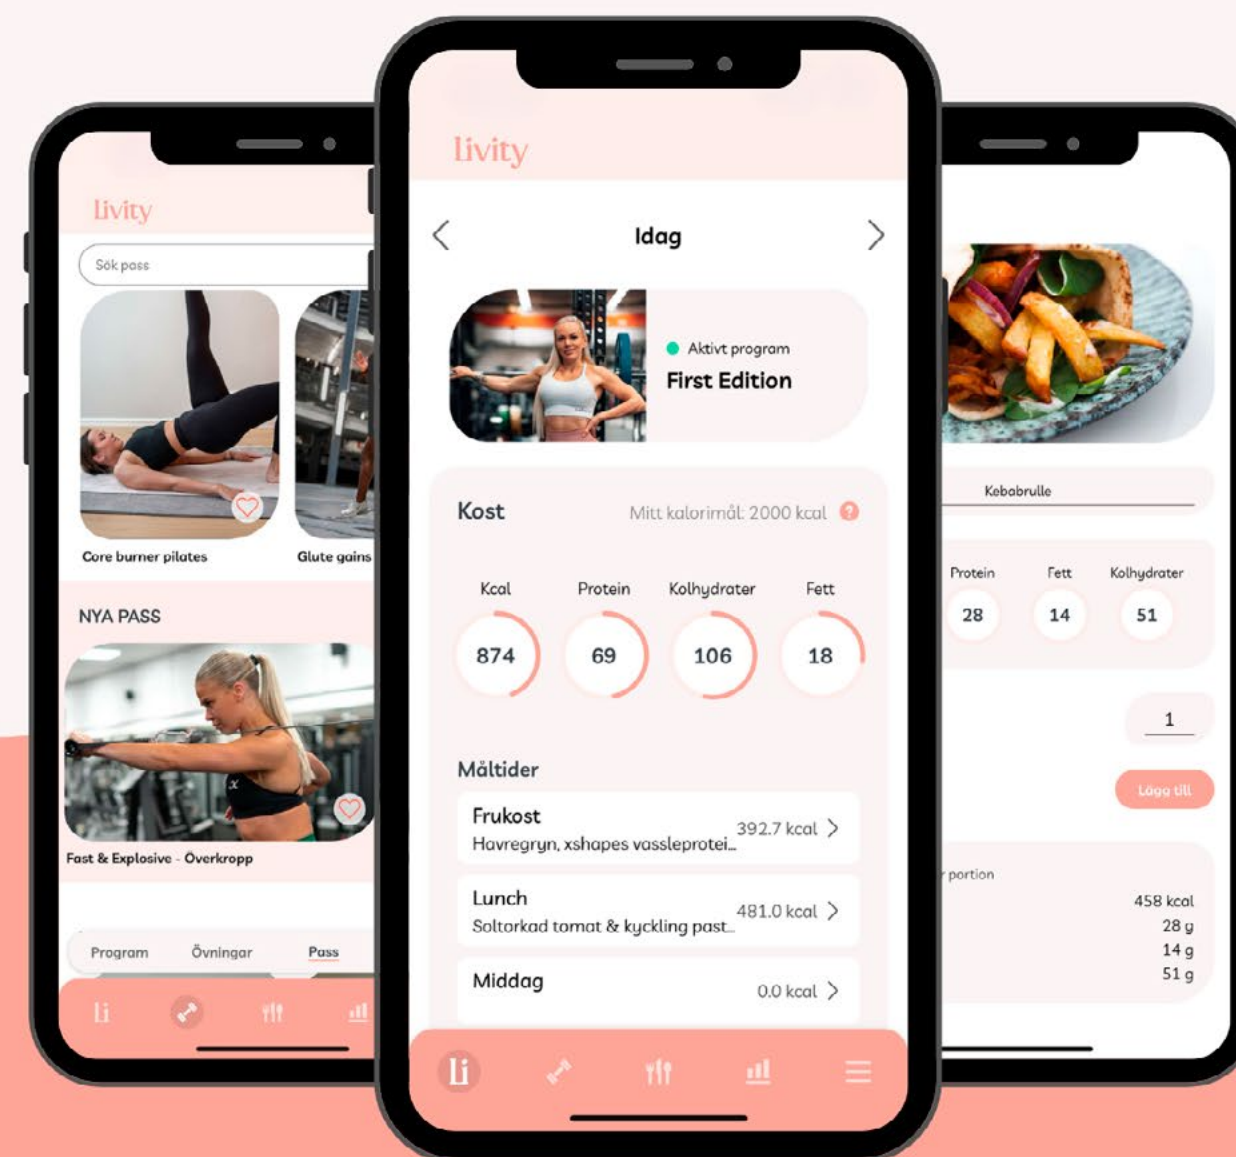 livity
Sök pass
Core burner pilates
Glute gains
NYA PASS
Fast & Explosive - Överkropp
Program Övningar Pass
li
livity
Idag
Aktivt program
First Edition
Kost
Mitt kalorimål: 2000 kcal ?
Kcal Protein Kolhydrater Fett
874 69 106 18
Måltider
Frukost
Havregryn, xshapes vassleprotei...
392.7 kcal
Lunch
Soltorkad tomat & kyckling past...
481.0 kcal
Middag
0.0 kcal
li
Kebabrulle
Protein Fett Kolhydrater
28 14 51
1
Lägg till
r portion
458 kcal
28 g
14 g
51 g